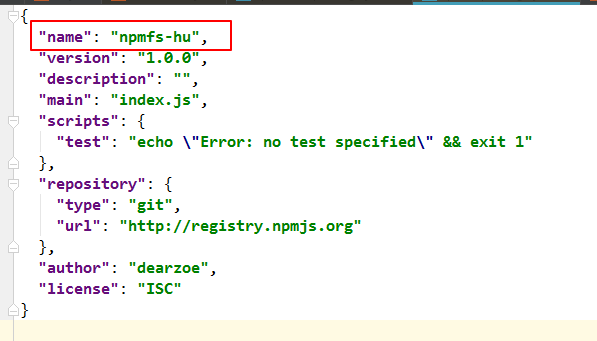 {
  "name": "npmfs-hu",
  "version": "1.0.0",
  "description": "",
  "main": "index.js",
  "scripts": {
    "test": "echo \"Error: no test specified\" && exit 1"
  },
  "repository": {
    "type": "git",
    "url": "http://registry.npmjs.org"
  },
  "author": "dearzoe",
  "license": "ISC"
}